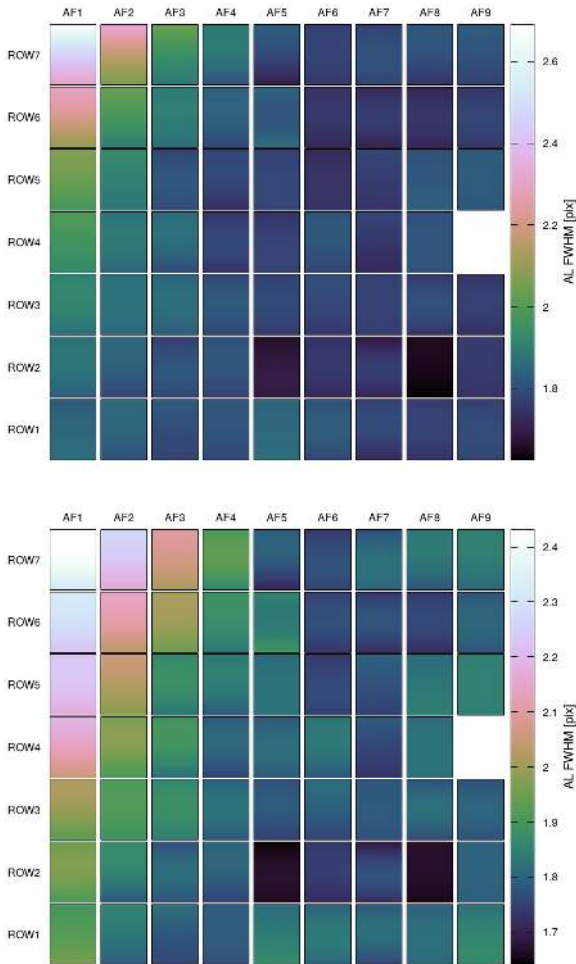 AF1 AF2 AF3 AF4 AF5 AF6 AF7 AF8 AF9
ROW7
ROW6
ROW5
ROW4
ROW3
ROW2
ROW1
2.6
2.4
2.2
2
1.8
AL FWHM [pix]
AF1 AF2 AF3 AF4 AF5 AF6 AF7 AF8 AF9
ROW7
ROW6
ROW5
ROW4
ROW3
ROW2
ROW1
2.4
2.3
2.2
2.1
2
1.9
1.8
1.7
AL FWHM [pix]